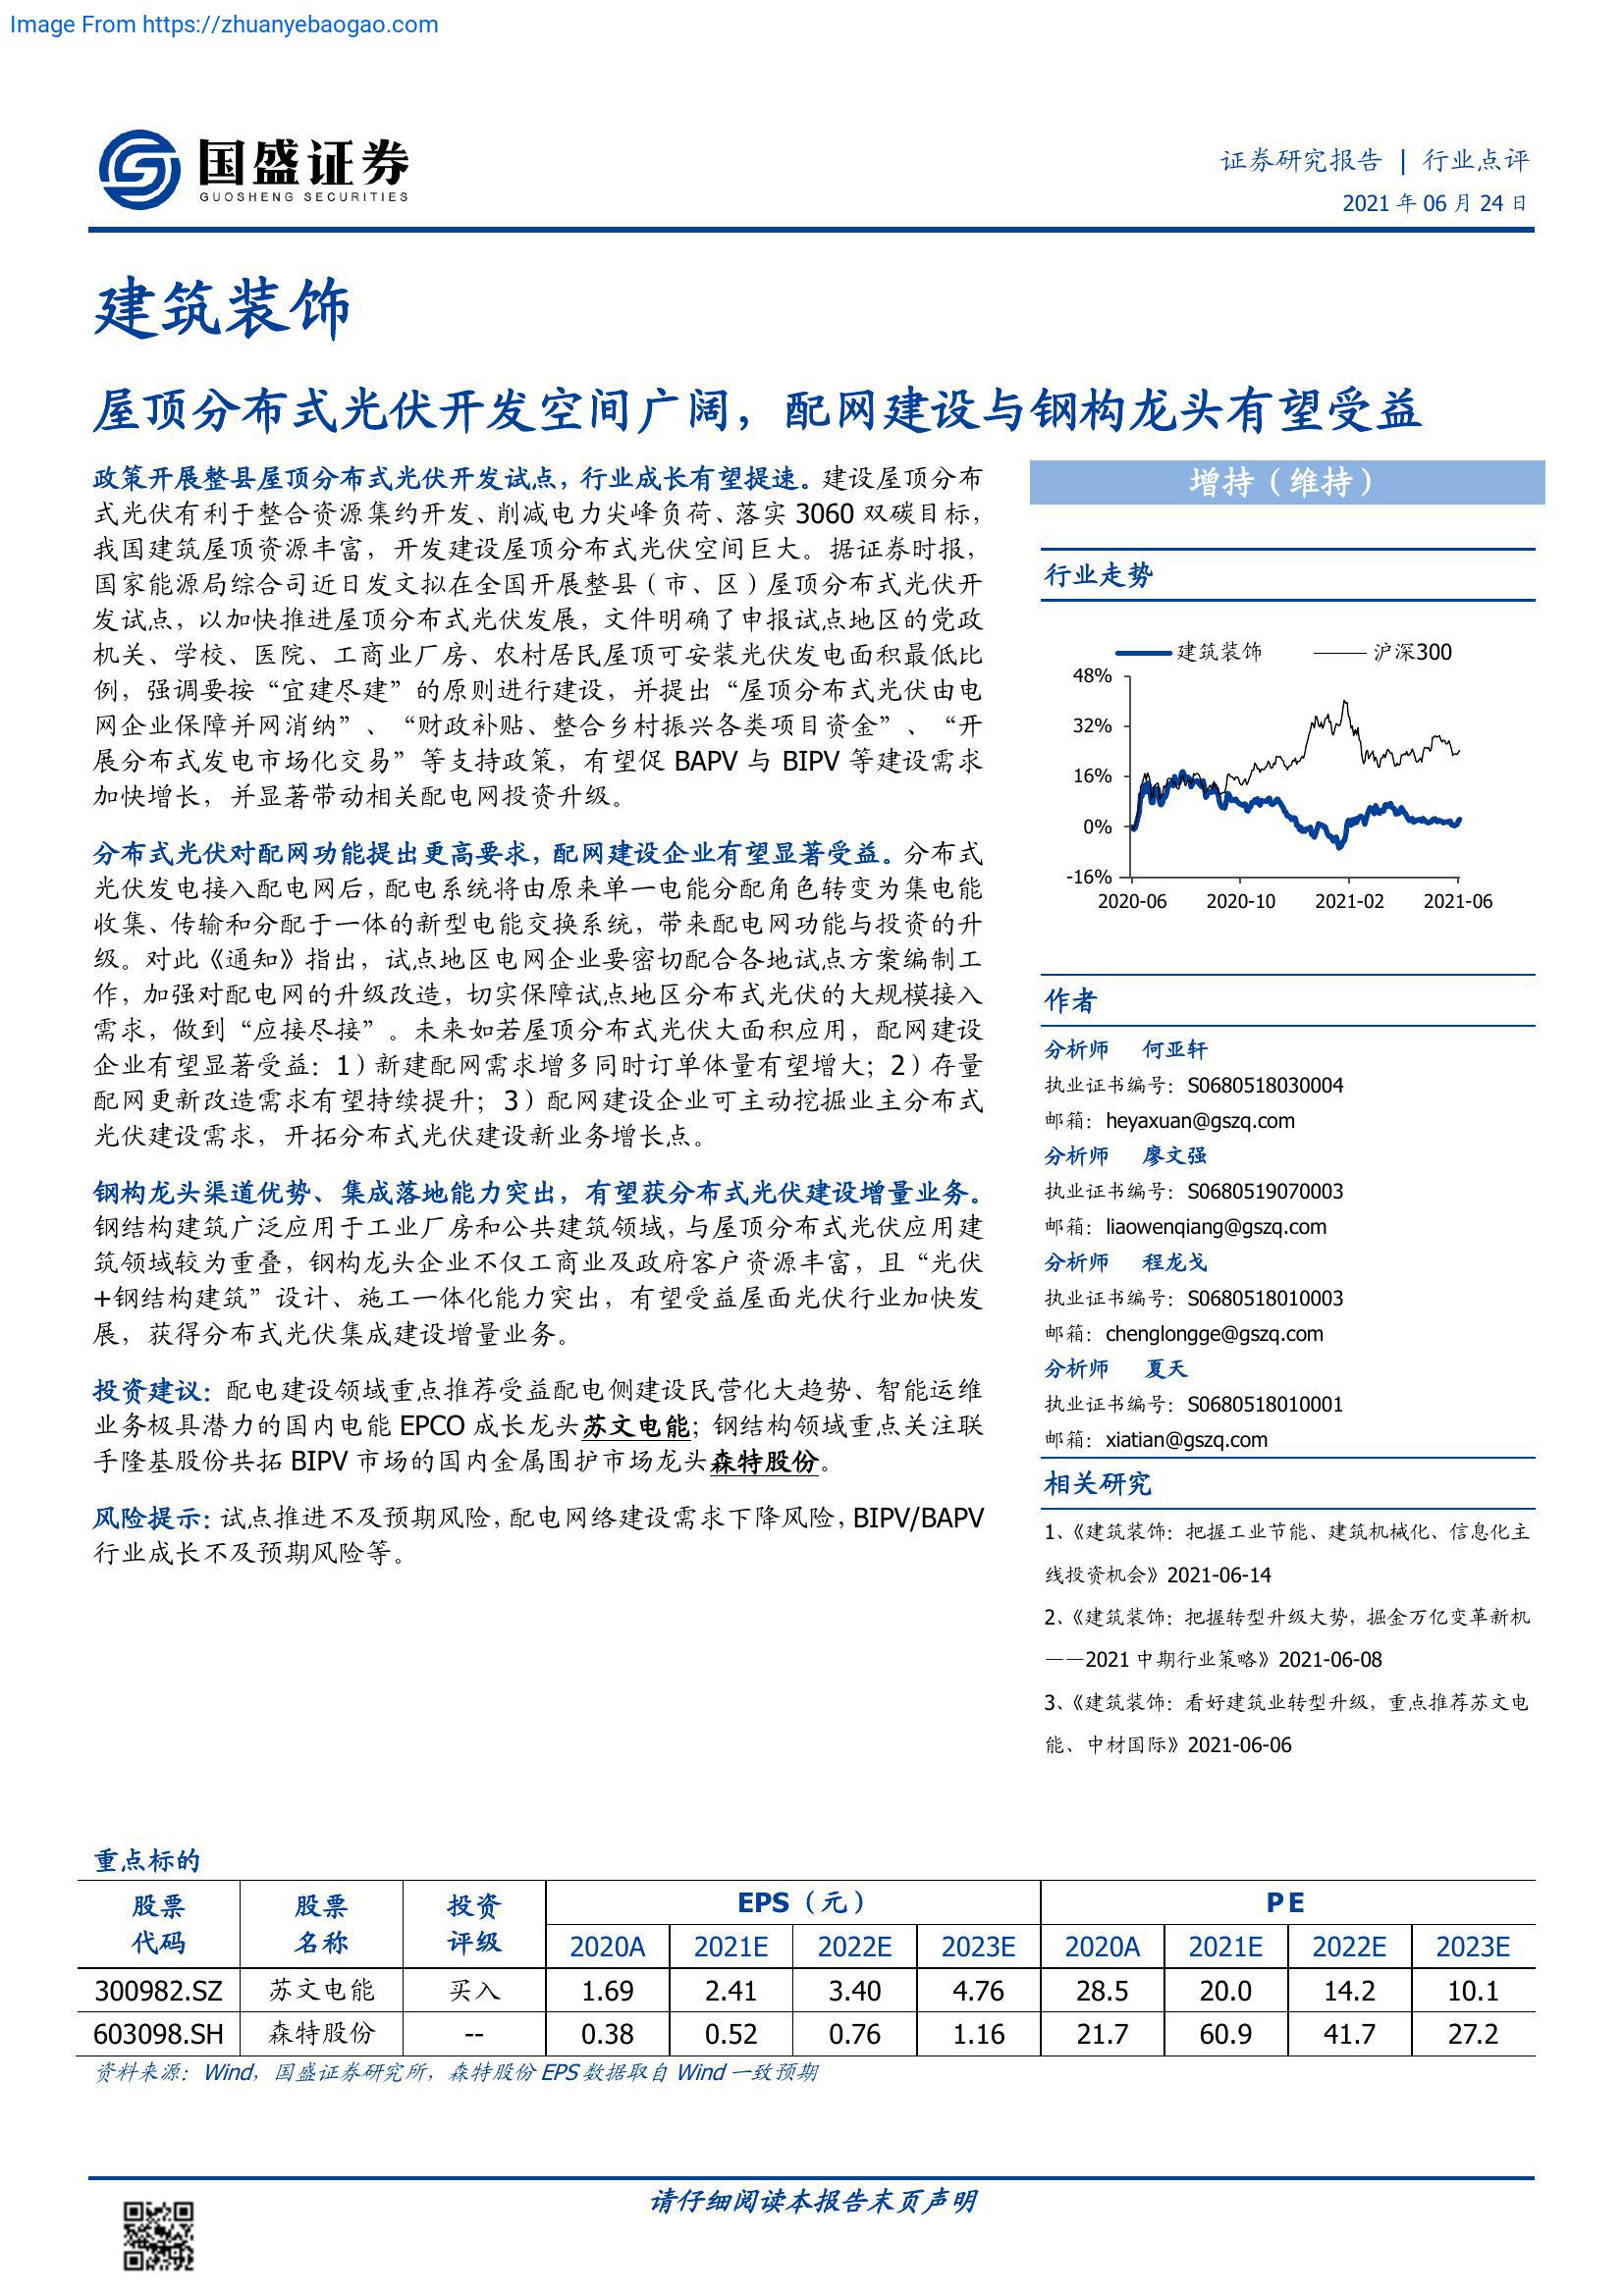 Image From https://zhuanyebaogao.com
国盛证券
GUOSHENG SECURITIES
证券研究报告 | 行业点评
2021 年 06 月 24 日
建筑装饰
屋顶分布式光伏开发空间广阔，配网建设与钢构龙头有望受益
政策开展整县屋顶分布式光伏开发试点，行业成长有望提速。建设屋顶分布
式光伏有利于整合资源集约开发、削减电力尖峰负荷、落实 3060 双碳目标，
我国建筑屋顶资源丰富，开发建设屋顶分布式光伏空间巨大。据证券时报，
国家能源局综合司近日发文拟在全国开展整县（市、区）屋顶分布式光伏开
发试点，以加快推进屋顶分布式光伏发展，文件明确了申报试点地区的党政
机关、学校、医院、工商业厂房、农村居民屋顶可安装光伏发电面积最低比
例，强调要按“宜建尽建”的原则进行建设，并提出“屋顶分布式光伏由电
网企业保障并网消纳”、“财政补贴、整合乡村振兴各类项目资金”、“开
展分布式发电市场化交易”等支持政策，有望促 BAPV 与 BIPV 等建设需求
加快增长，并显著带动相关配电网投资升级。
分布式光伏对配网功能提出更高要求，配网建设企业有望显著受益。分布式
光伏发电接入配电网后，配电系统将由原来单一电能分配角色转变为集电能
收集、传输和分配于一体的新型电能交换系统，带来配电网功能与投资的升
级。对此《通知》指出，试点地区电网企业要密切配合各地试点方案编制工
作，加强对配电网的升级改造，切实保障试点地区分布式光伏的大规模接入
需求，做到“应接尽接”。未来如若屋顶分布式光伏大面积应用，配网建设
企业有望显著受益：1）新建配网需求增多同时订单体量有望增大；2）存量
配网更新改造需求有望持续提升；3）配网建设企业可主动挖掘业主分布式
光伏建设需求，开拓分布式光伏建设新业务增长点。
钢构龙头渠道优势、集成落地能力突出，有望获分布式光伏建设增量业务。
钢结构建筑广泛应用于工业厂房和公共建筑领域，与屋顶分布式光伏应用建
筑领域较为重叠，钢构龙头企业不仅工商业及政府客户资源丰富，且“光伏
+钢结构建筑”设计、施工一体化能力突出，有望受益屋面光伏行业加快发
展，获得分布式光伏集成建设增量业务。
投资建议：配电建设领域重点推荐受益配电侧建设民营化大趋势、智能运维
业务极具潜力的国内电能 EPCO 成长龙头苏文电能；钢结构领域重点关注联
手隆基股份共拓 BIPV 市场的国内金属围护市场龙头森特股份。
风险提示：试点推进不及预期风险，配电网络建设需求下降风险，BIPV/BAPV
行业成长不及预期风险等。
增持（维持）
行业走势
建筑装饰 沪深300
48%
32%
16%
0%
-16%
2020-06 2020-10 2021-02 2021-06
作者
分析师 何亚轩
执业证书编号：S0680518030004
邮箱：heyaxuan@gszq.com
分析师 廖文强
执业证书编号：S0680519070003
邮箱：liaowenqiang@gszq.com
分析师 程龙戈
执业证书编号：S0680518010003
邮箱：chenglongge@gszq.com
分析师 夏天
执业证书编号：S0680518010001
邮箱：xiatian@gszq.com
相关研究
1、《建筑装饰：把握工业节能、建筑机械化、信息化主
线投资机会》2021-06-14
2、《建筑装饰：把握转型升级大势，掘金万亿变革新机
——2021 中期行业策略》2021-06-08
3、《建筑装饰：看好建筑业转型升级，重点推荐苏文电
能、中材国际》2021-06-06
重点标的
股票 股票 投资 EPS（元） PE
代码 名称 评级 2020A 2021E 2022E 2023E 2020A 2021E 2022E 2023E
300982.SZ 苏文电能 买入 1.69 2.41 3.40 4.76 28.5 20.0 14.2 10.1
603098.SH 森特股份 -- 0.38 0.52 0.76 1.16 21.7 60.9 41.7 27.2
资料来源：Wind，国盛证券研究所，森特股份 EPS 数据取自 Wind 一致预期
请仔细阅读本报告末页声明